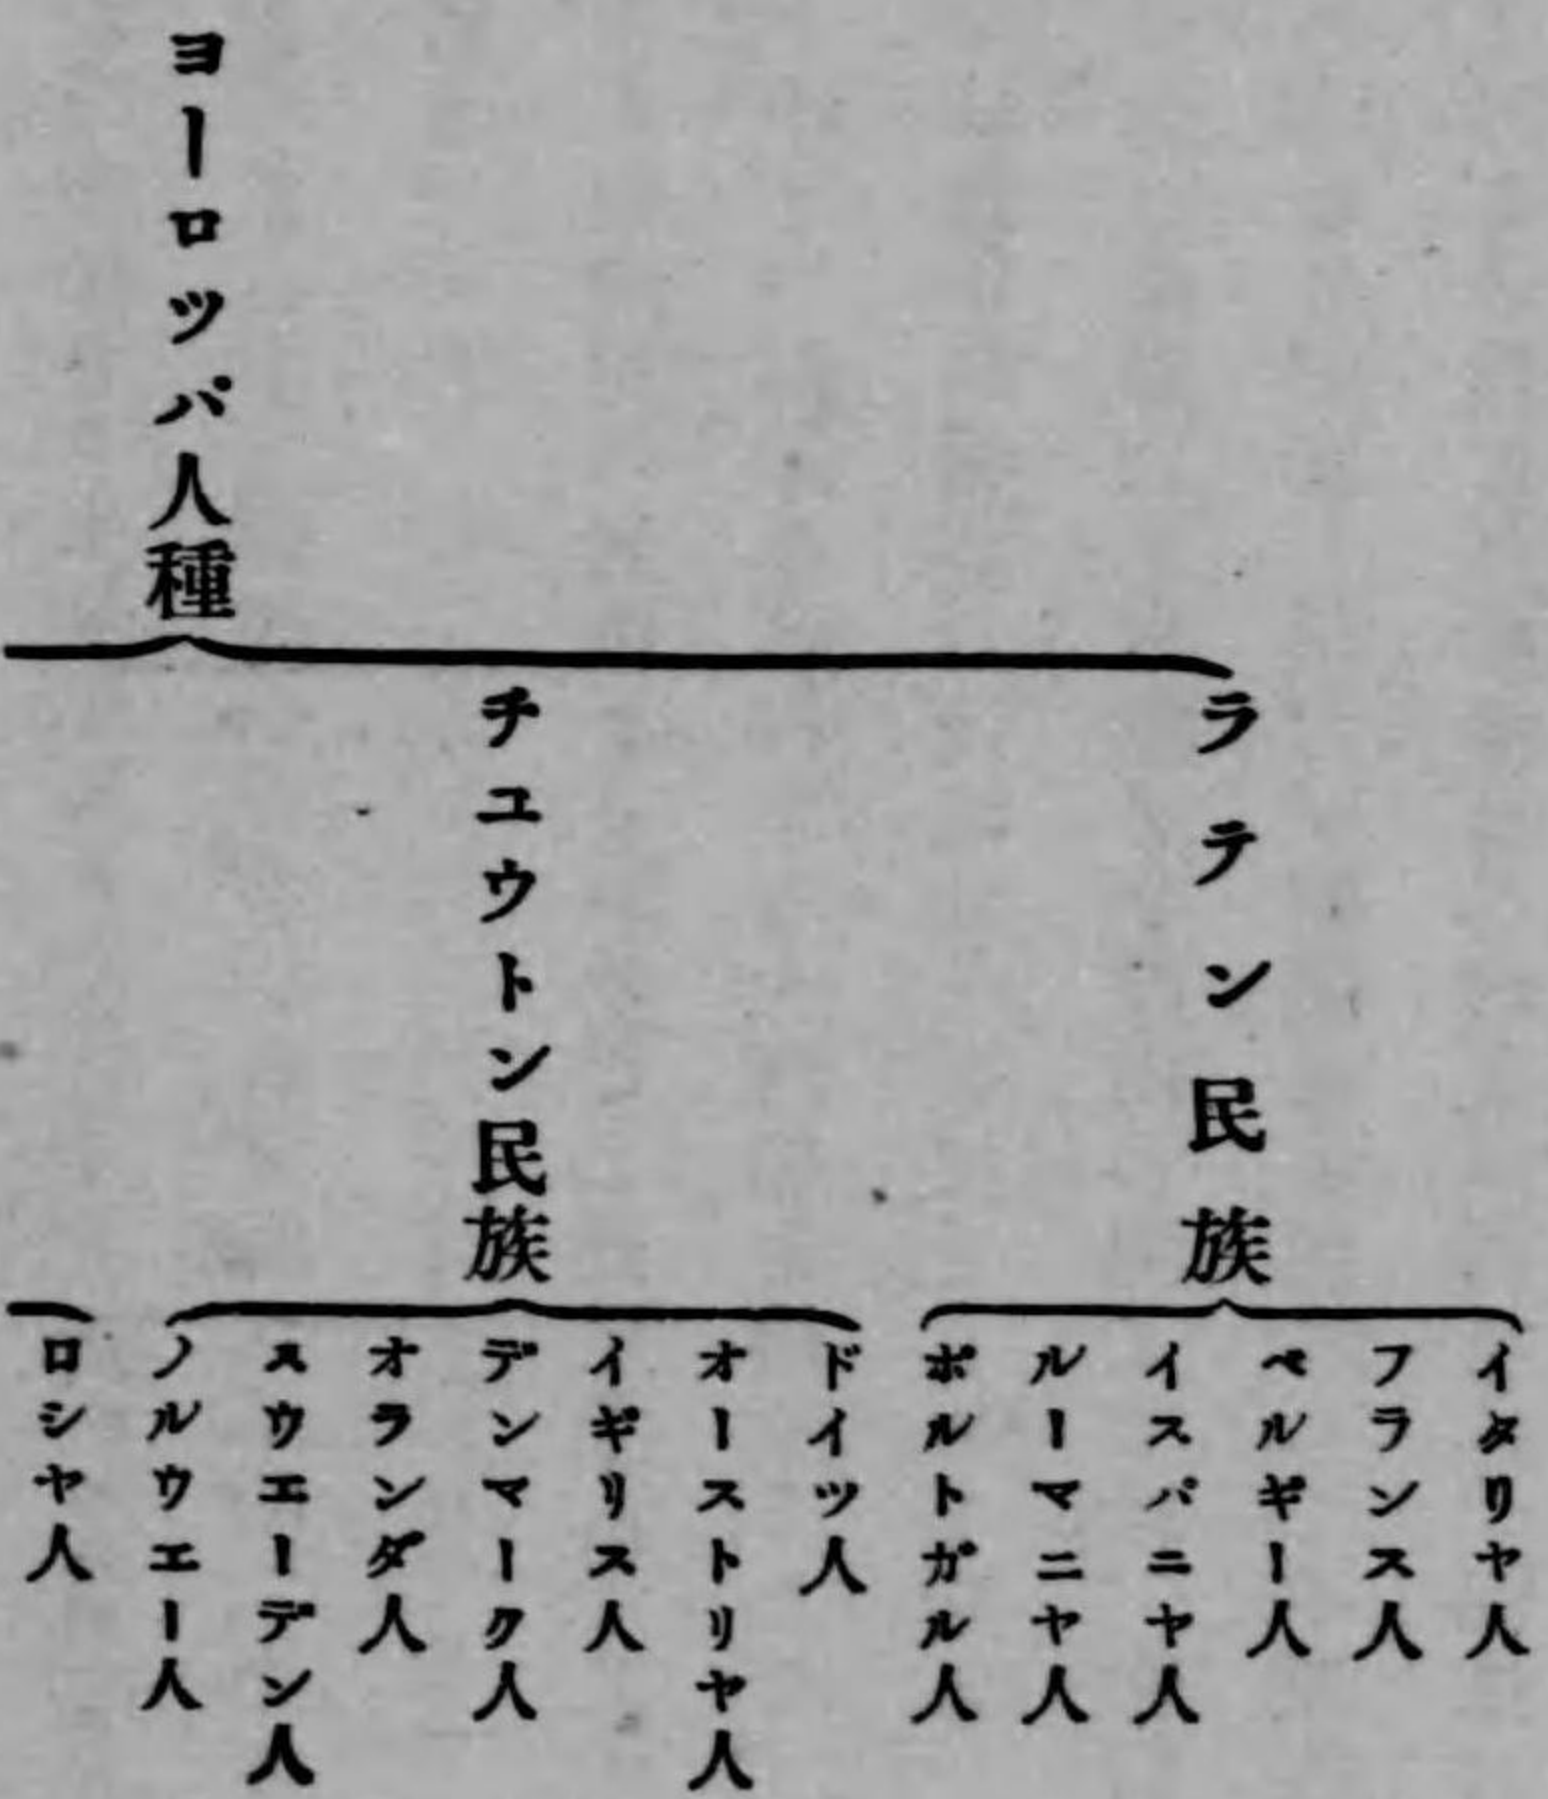 ヨーロッパ人種
ラテン民族
イタリヤ人
フランス人
ベルギー人
イスパニヤ人
ルーマニヤ人
ポルトガル人
チュウトン民族
ドイツ人
オーストリヤ人
イギリス人
デンマーク人
オランダ人
スウエーデン人
ノルウエー人
ロシヤ人